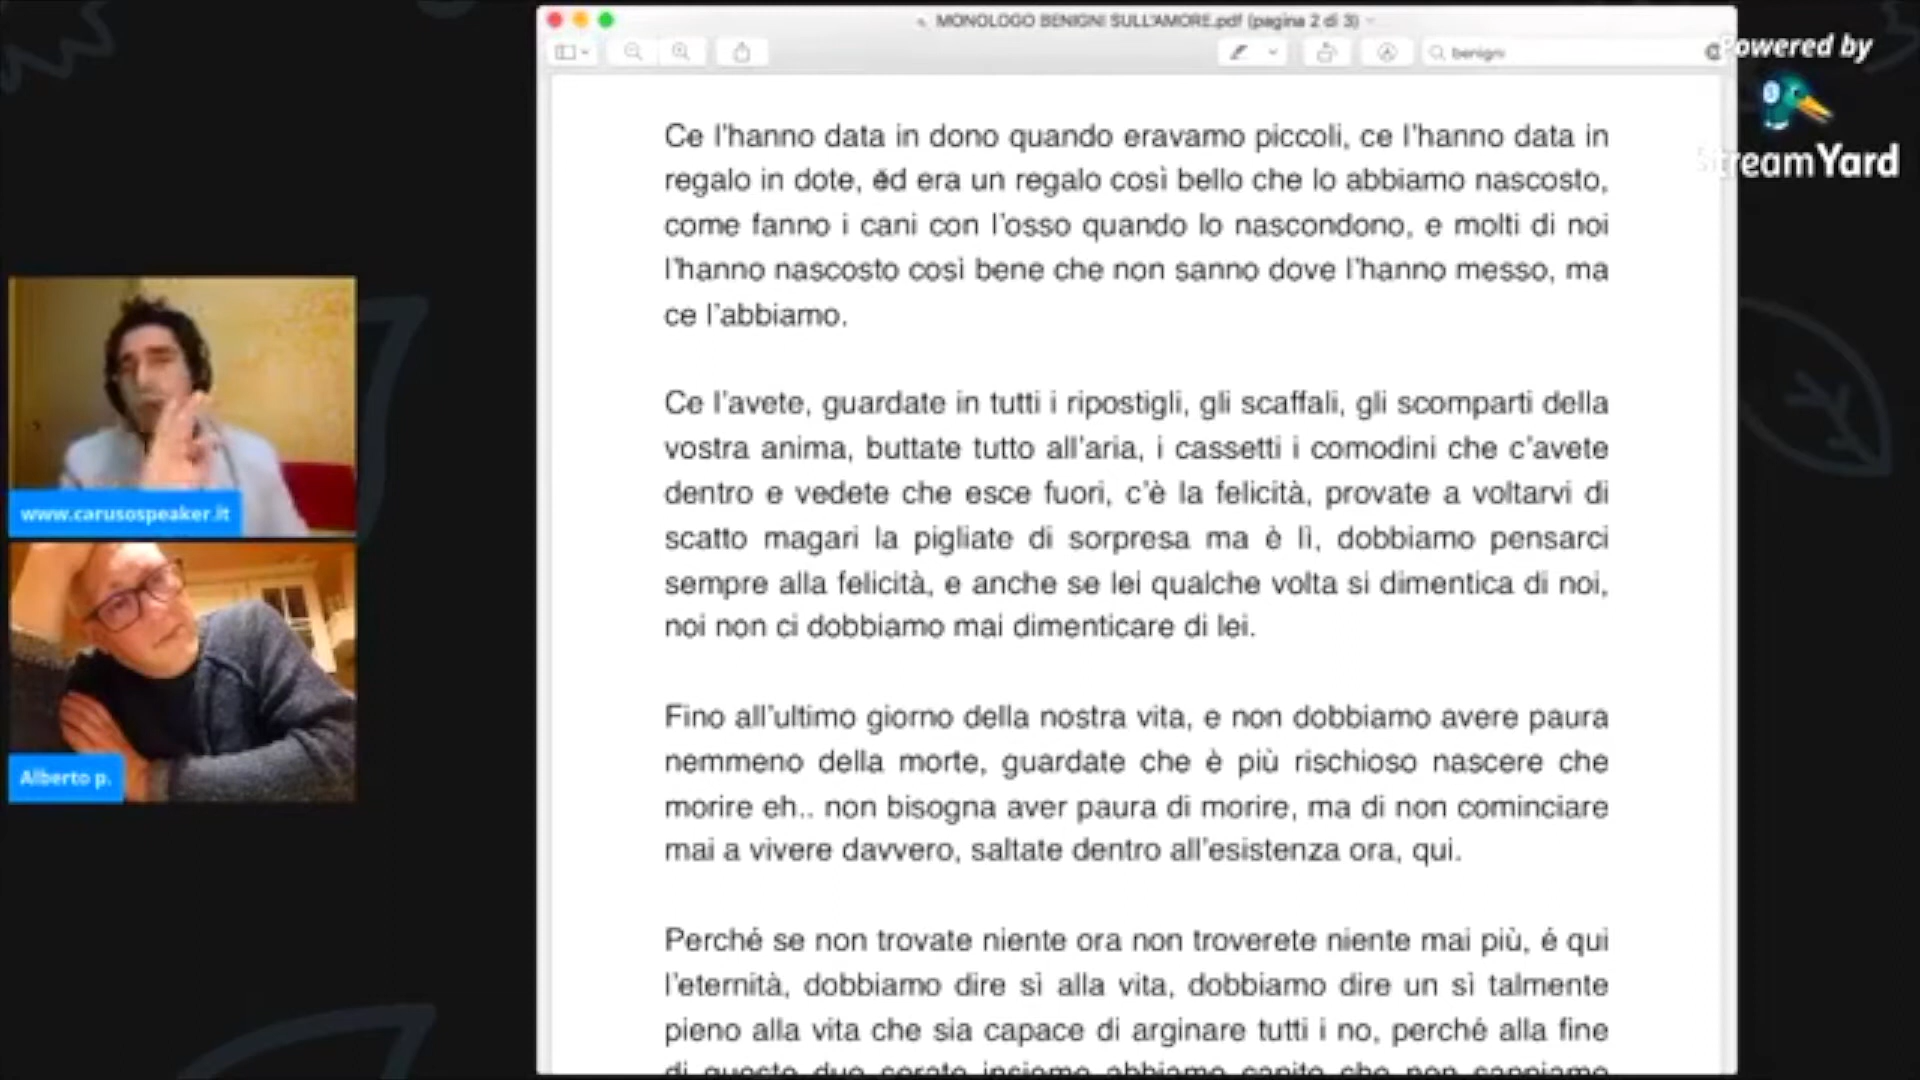 MONOLOGO BENIGNI SULL'AMORE.pdf (pagina 2 di 3)
benigni
Powered by
StreamYard
Ce l'hanno data in dono quando eravamo piccoli, ce l'hanno data in
regalo in dote, ed era un regalo così bello che lo abbiamo nascosto,
come fanno i cani con l'osso quando lo nascondono, e molti di noi
l'hanno nascosto così bene che non sanno dove l'hanno messo, ma
ce l'abbiamo.
Ce l'avete, guardate in tutti i ripostigli, gli scaffali, gli scomparti della
vostra anima, buttate tutto all'aria, i cassetti i comodini che c'avete
dentro e vedete che esce fuori, c'è la felicità, provate a voltarvi di
scatto magari la pigliate di sorpresa ma è lì, dobbiamo pensarci
sempre alla felicità, e anche se lei qualche volta si dimentica di noi,
noi non ci dobbiamo mai dimenticare di lei.
Fino all'ultimo giorno della nostra vita, e non dobbiamo avere paura
nemmeno della morte, guardate che è più rischioso nascere che
morire eh.. non bisogna aver paura di morire, ma di non cominciare
mai a vivere davvero, saltate dentro all'esistenza ora, qui.
Perché se non trovate niente ora non troverete niente mai più, é qui
l'eternità, dobbiamo dire sì alla vita, dobbiamo dire un sì talmente
pieno alla vita che sia capace di arginare tutti i no, perché alla fine
di queste due serate insieme abbiamo capito che non sappiamo
www.carusospeaker.it
Alberto p.